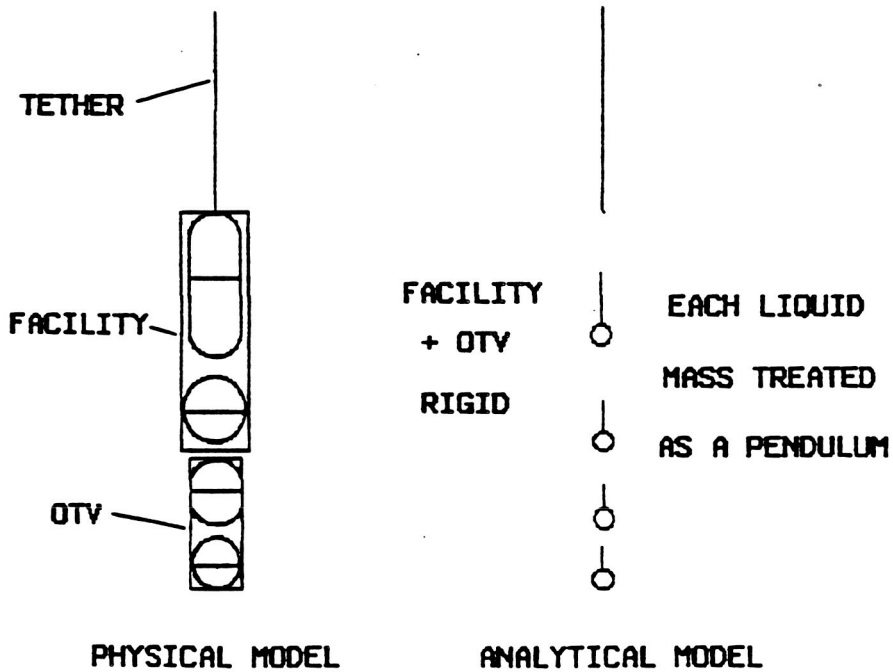 TETHER
FACILITY
OTV
PHYSICAL MODEL
FACILITY
+ OTV
RIGID
EACH LIQUID
MASS TREATED
AS A PENDULUM
ANALYTICAL MODEL